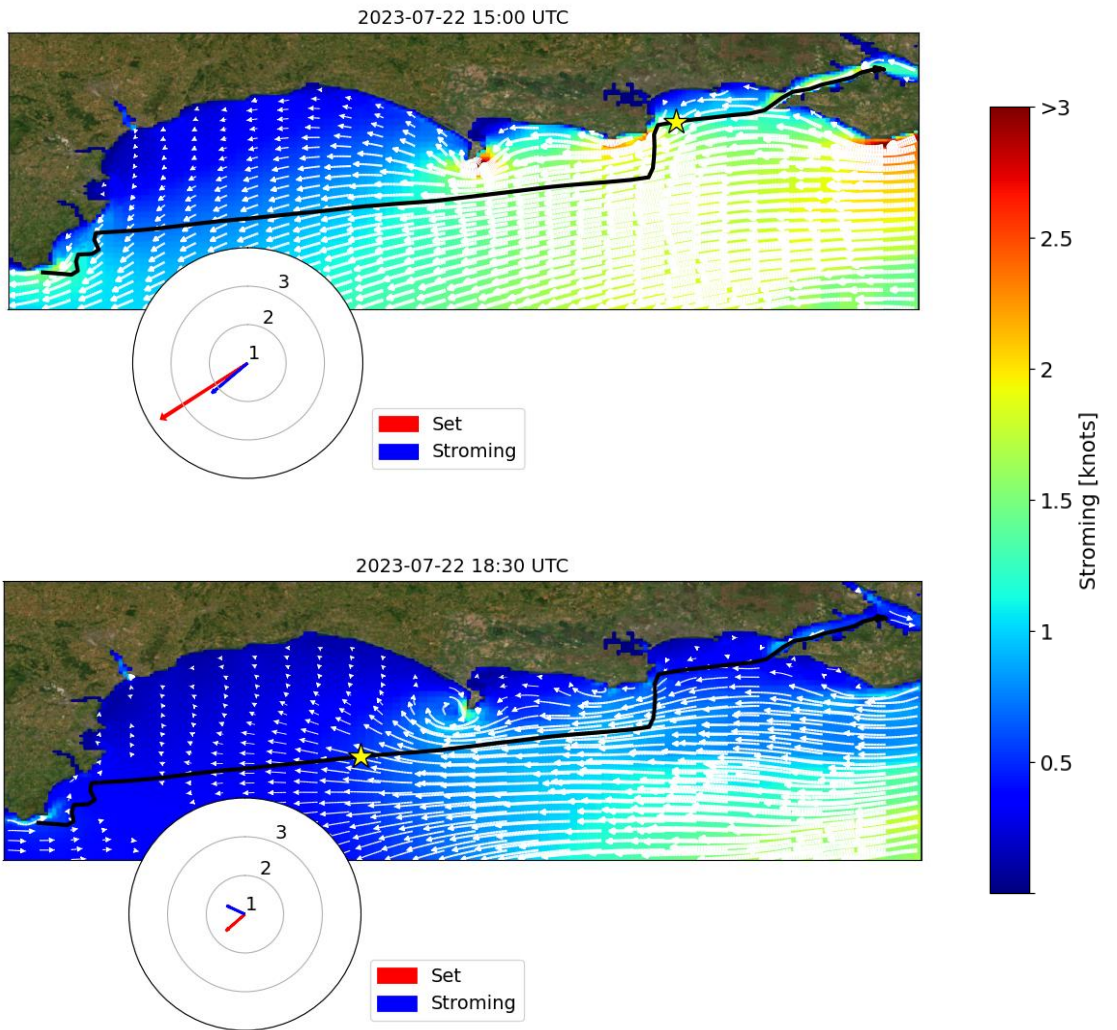 2023-07-22 15:00 UTC
3
2
1
Set
Stroming
2023-07-22 18:30 UTC
3
2
1
Set
Stroming
>3
2.5
2
1.5
1
0.5
Stroming [knots]